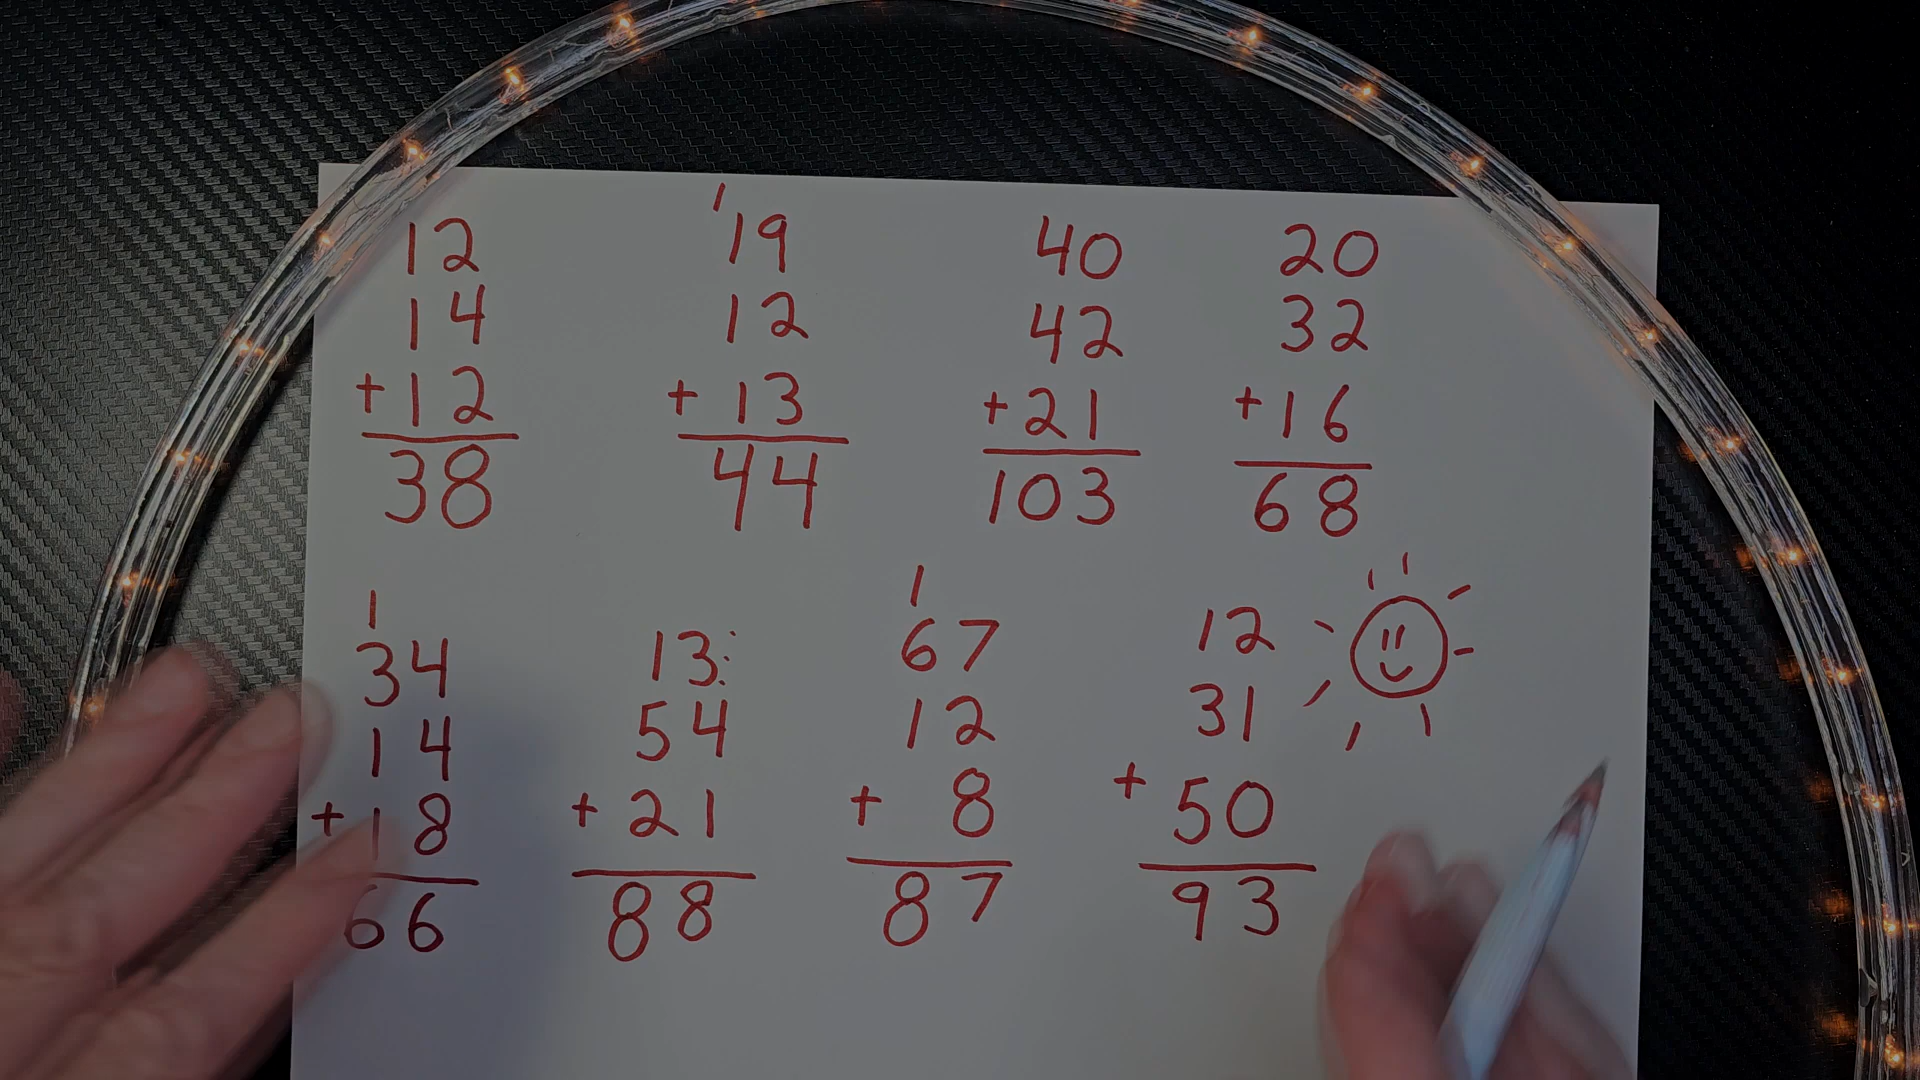 1
12 19 40 20
14 12 42 32
+12 + 13 +21 +16
38 44 103 68
1 1
34 13 67 12
14 54 12 31
+18 +21 + 8 +50
66 88 87 93